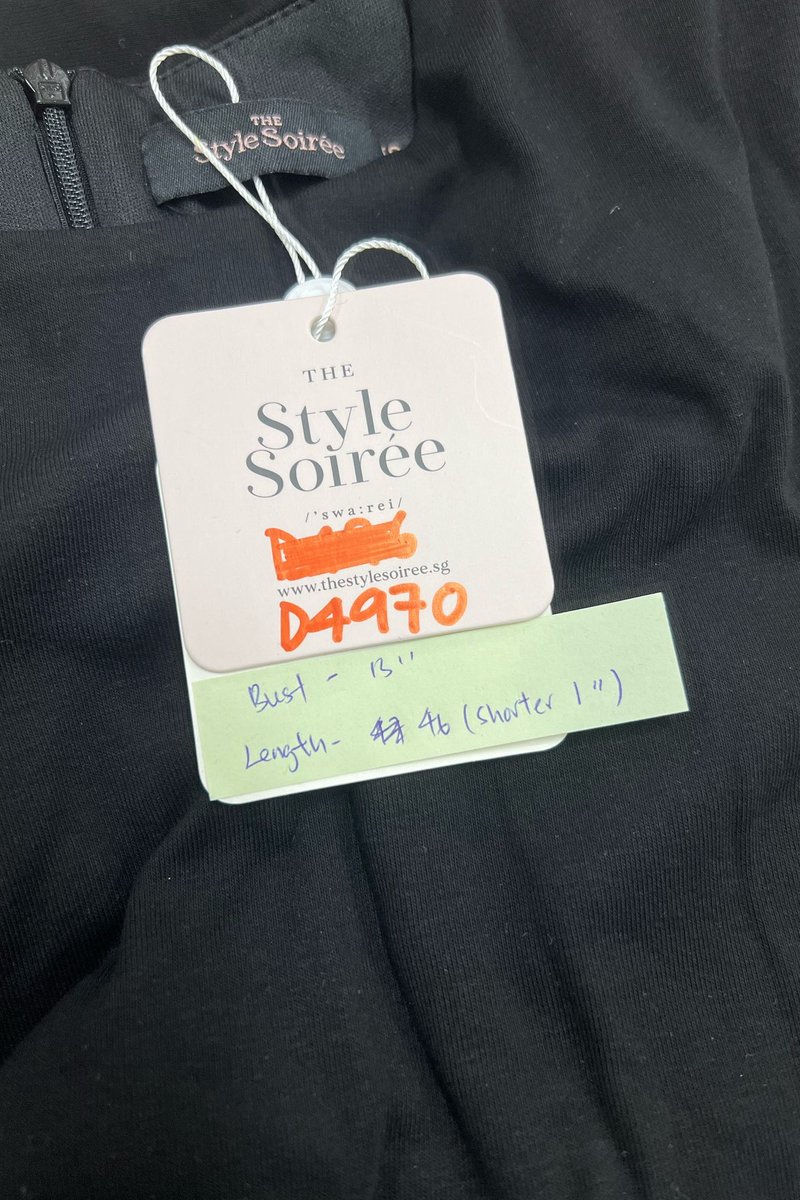 THE
Style Soirée
THE
Style
Soirée
/'swa:rei/
www.thestylesoiree.sg
D4970
Bust - 13"
Length - 46 (shorter 1")